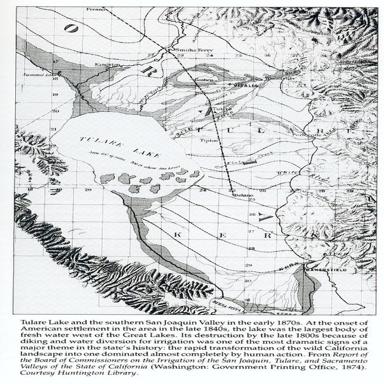 Fresno
Smoha Ferry
Kingston
Visalia
Tulare
T U L A R E
TULARE LAKE
Tipton
Delano
K E R N
BAKERSFIELD
Tulare Lake and the southern San Joaquin Valley in the early 1870s. At the onset of
American settlement in the area in the late 1840s, the lake was the largest body of
fresh water west of the Great Lakes. Its destruction by the late 1800s because of
diking and water diversion for irrigation was one of the most dramatic signs of a
major theme in the state's history: the rapid transformation of the wild California
landscape into one dominated almost completely by human action. From Report of
the Board of Commissioners on the Irrigation of the San Joaquin, Tulare, and Sacramento
Valleys of the State of California (Washington: Government Printing Office, 1874).
Courtesy Huntington Library.